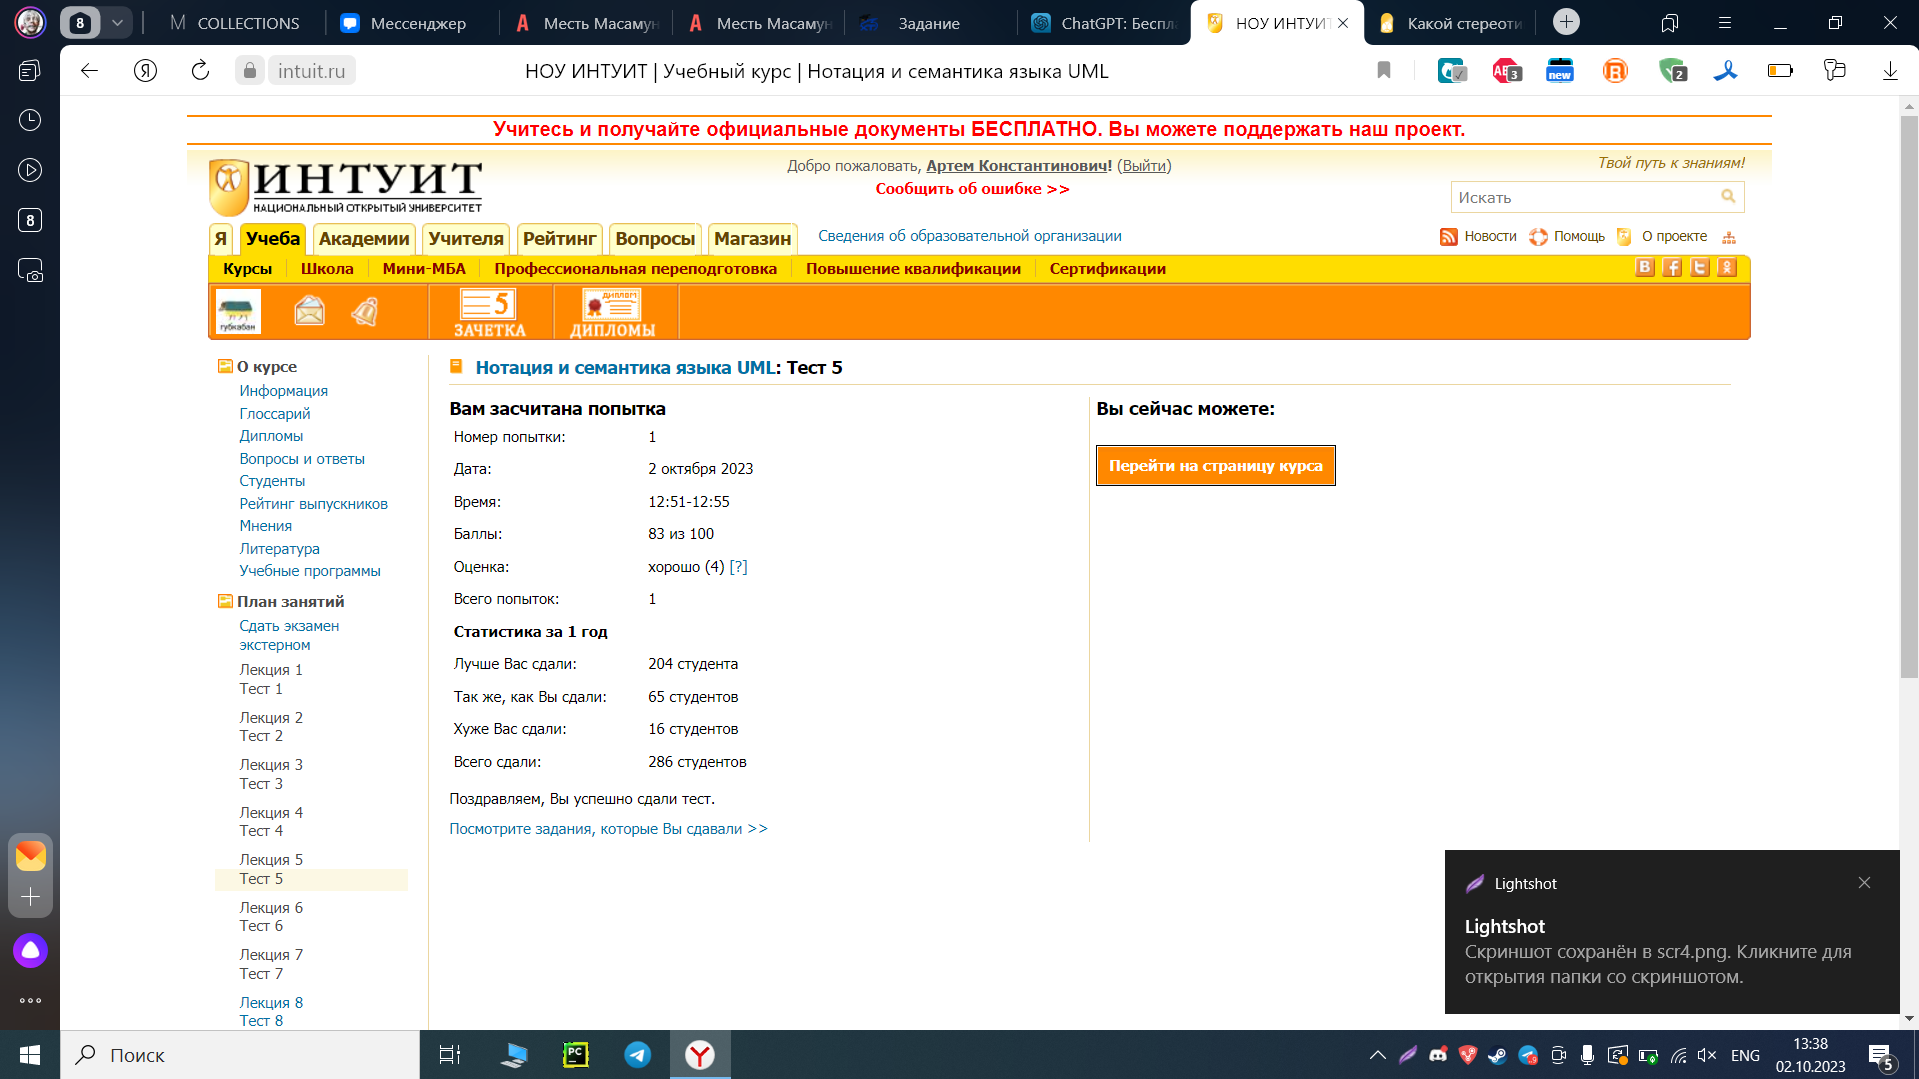 8
COLLECTIONS
Мессенджер
Месть Масамун
Месть Масамун
Задание
ChatGPT: Беспл
НОУ ИНТУИТ
Какой стереоти
intuit.ru
НОУ ИНТУИТ | Учебный курс | Нотация и семантика языка UML
3
new
2
Учитесь и получайте официальные документы БЕСПЛАТНО. Вы можете поддержать наш проект.
ИНТУИТ
НАЦИОНАЛЬНЫЙ ОТКРЫТЫЙ УНИВЕРСИТЕТ
Добро пожаловать, Артем Константинович! (Выйти)
Сообщить об ошибке >>
Твой путь к знаниям!
Искать
Я Учеба Академии Учителя Рейтинг Вопросы Магазин
Сведения об образовательной организации
Новости Помощь О проекте
Курсы Школа Мини-МБА Профессиональная переподготовка Повышение квалификации Сертификации
губкабан
5
ЗАЧЕТКА
ДИПЛОМ
ДИПЛОМЫ
О курсе
Информация
Глоссарий
Дипломы
Вопросы и ответы
Студенты
Рейтинг выпускников
Мнения
Литература
Учебные программы
План занятий
Сдать экзамен
экстерном
Лекция 1
Тест 1
Лекция 2
Тест 2
Лекция 3
Тест 3
Лекция 4
Тест 4
Лекция 5
Тест 5
Лекция 6
Тест 6
Лекция 7
Тест 7
Лекция 8
Тест 8
Нотация и семантика языка UML: Тест 5
Вам засчитана попытка
Номер попытки: 1
Дата: 2 октября 2023
Время: 12:51-12:55
Баллы: 83 из 100
Оценка: хорошо (4) [?]
Всего попыток: 1
Статистика за 1 год
Лучше Вас сдали: 204 студента
Так же, как Вы сдали: 65 студентов
Хуже Вас сдали: 16 студентов
Всего сдали: 286 студентов
Поздравляем, Вы успешно сдали тест.
Посмотрите задания, которые Вы сдавали >>
Вы сейчас можете:
Перейти на страницу курса
Lightshot
Lightshot
Скриншот сохранён в scr4.png. Кликните для
открытия папки со скриншотом.
8
Поиск
PC
ENG
13:38
02.10.2023
5